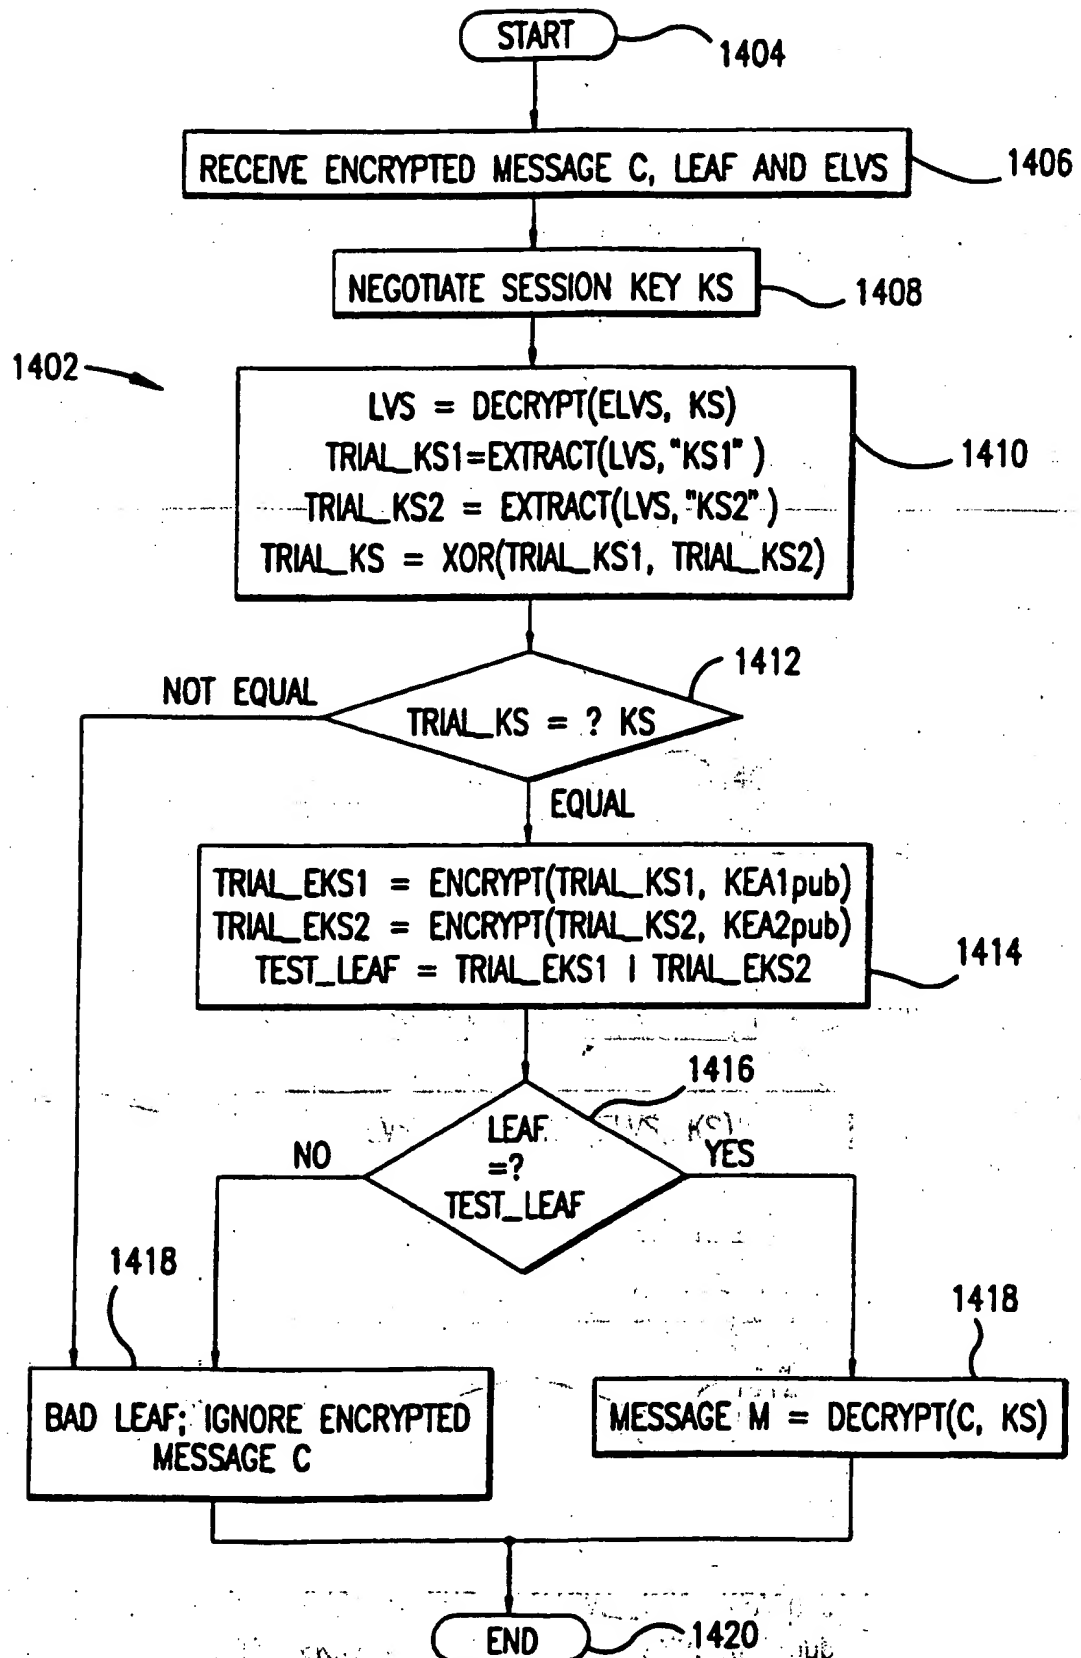 START
1404
RECEIVE ENCRYPTED MESSAGE C, LEAF AND ELVS
1406
NEGOTIATE SESSION KEY KS
1408
1402
LVS = DECRYPT(ELVS, KS)
TRIAL_KS1=EXTRACT(LVS,"KS1" )
TRIAL_KS2 = EXTRACT(LVS,"KS2" )
TRIAL_KS = XOR(TRIAL_KS1, TRIAL_KS2)
1410
1412
NOT EQUAL
TRIAL_KS = ? KS
EQUAL
TRIAL_EKS1 = ENCRYPT(TRIAL_KS1, KEA1pub)
TRIAL_EKS2 = ENCRYPT(TRIAL_KS2, KEA2pub)
TEST_LEAF = TRIAL_EKS1 | TRIAL_EKS2
1414
1416
LEAF
=?
TEST_LEAF
NO
YES
1418
1418
BAD LEAF; IGNORE ENCRYPTED
MESSAGE C
MESSAGE M = DECRYPT(C, KS)
END
1420